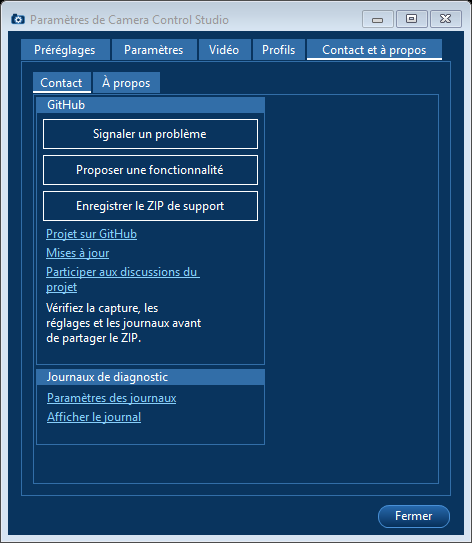 Paramètres de Camera Control Studio
Préréglages
Paramètres
Vidéo
Profils
Contact et à propos
Contact
À propos
GitHub
Signaler un problème
Proposer une fonctionnalité
Enregistrer le ZIP de support
Projet sur GitHub
Mises à jour
Participer aux discussions du
projet
Vérifiez la capture, les
réglages et les journaux avant
de partager le ZIP.
Journaux de diagnostic
Paramètres des journaux
Afficher le journal
Fermer